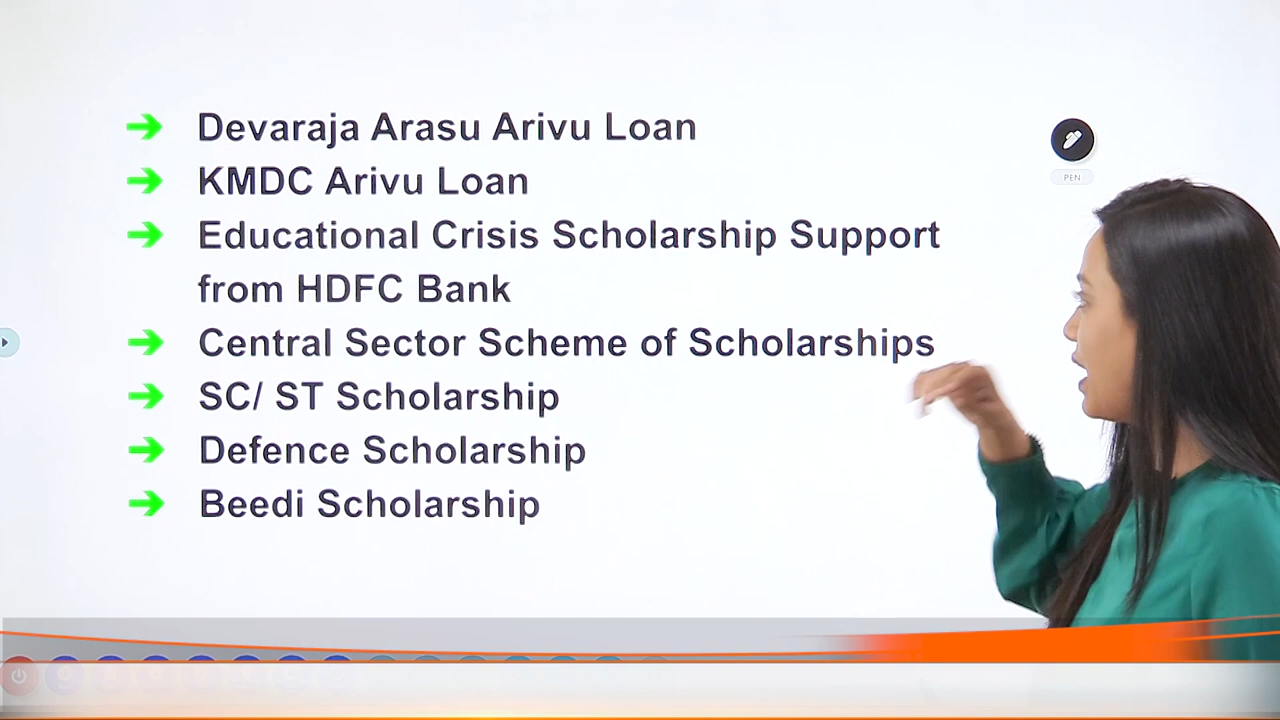 Devaraja Arasu Arivu Loan
KMDC Arivu Loan
Educational Crisis Scholarship Support
from HDFC Bank
Central Sector Scheme of Scholarships
SC/ ST Scholarship
Defence Scholarship
Beedi Scholarship
PEN